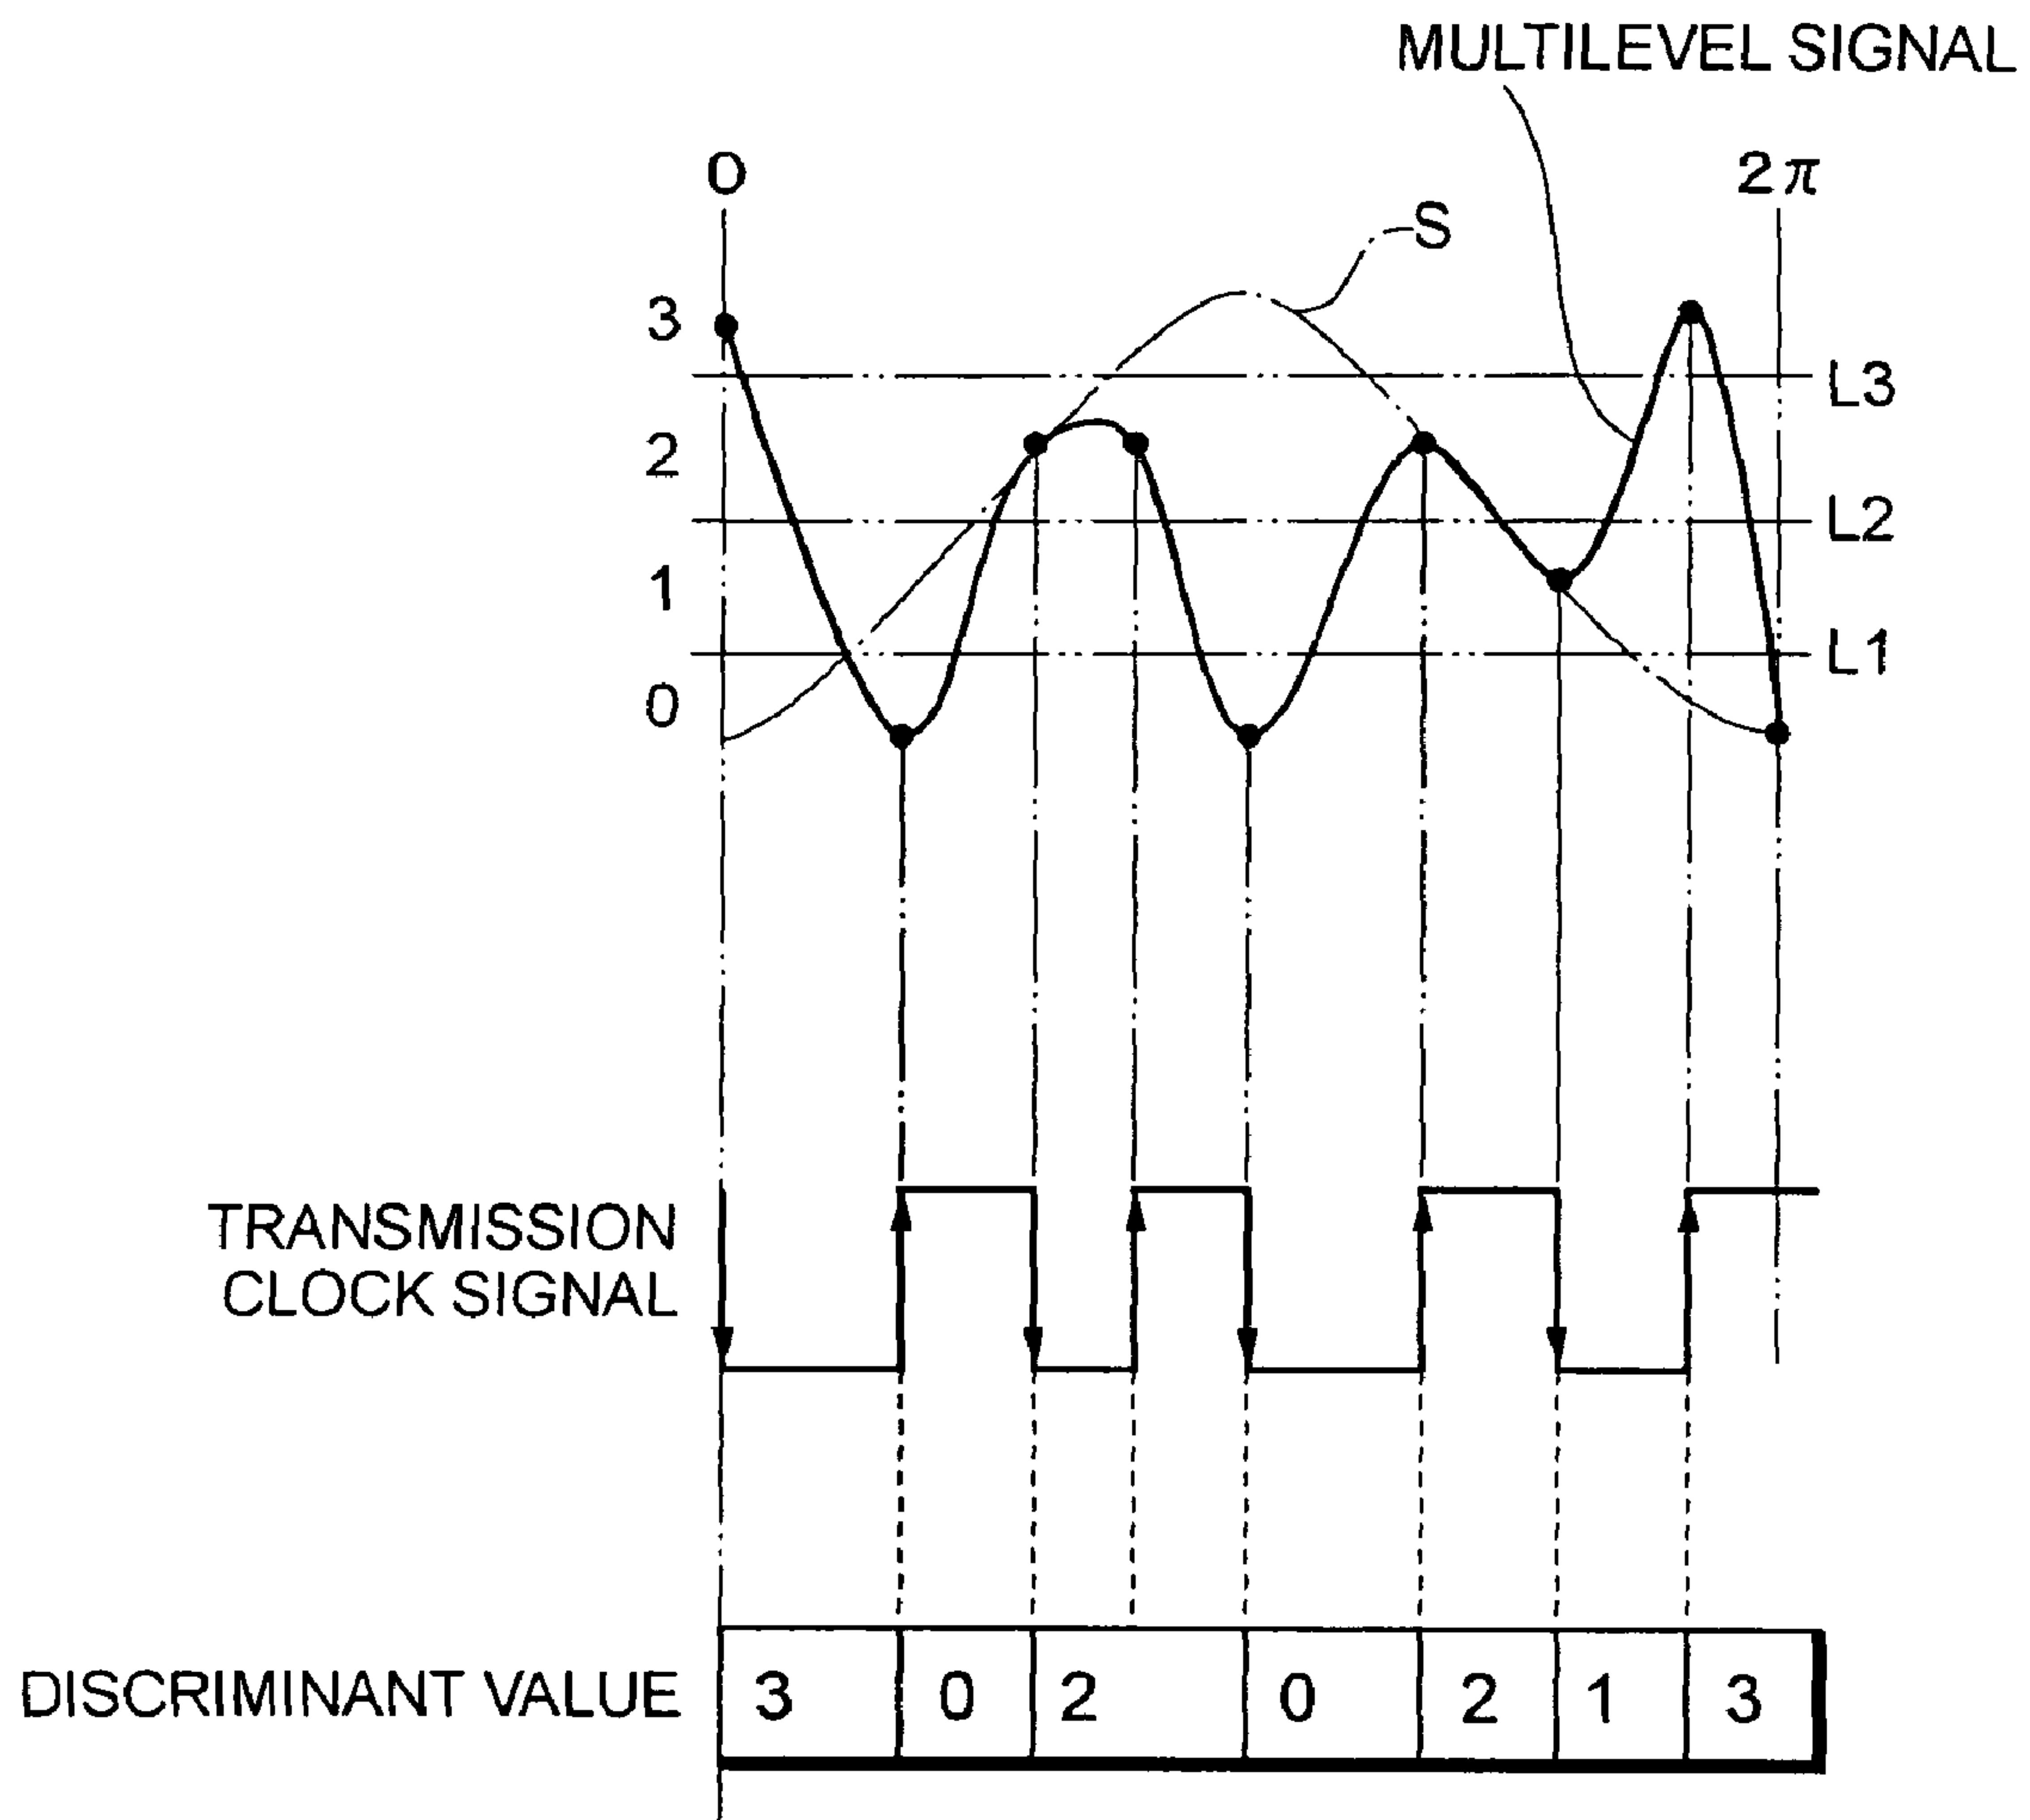 MULTILEVEL SIGNAL
0 2π
S
3
L3
2
L2
1
L1
0
TRANSMISSION
CLOCK SIGNAL
DISCRIMINANT VALUE 3 0 2 0 2 1 3